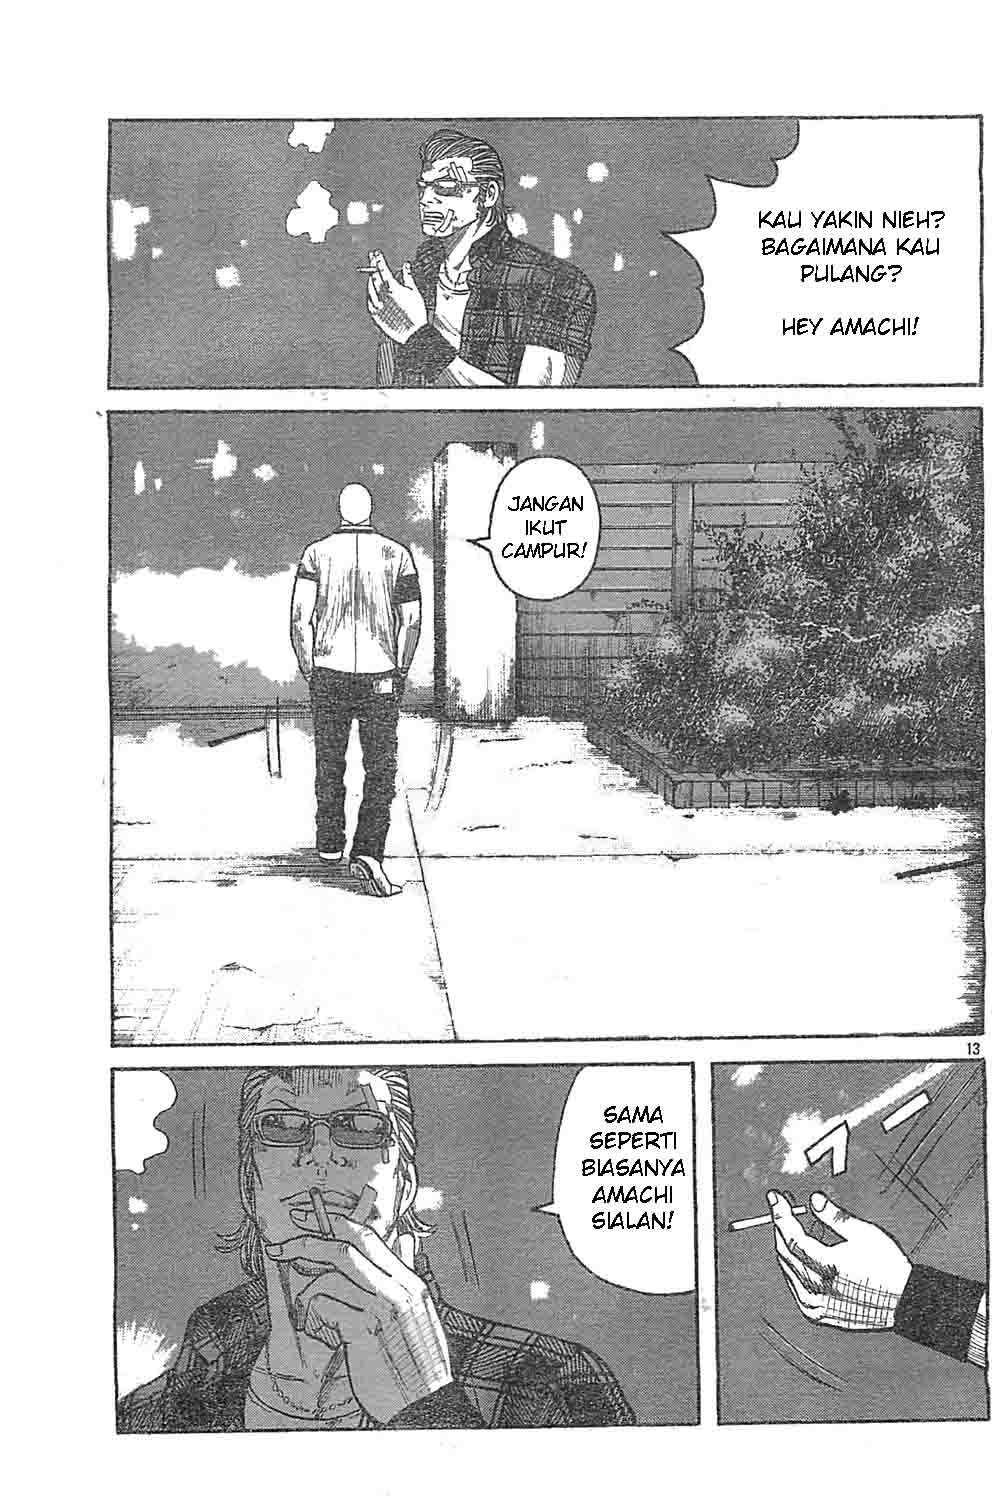 KAU YAKIN NIEH?
BAGAIMANA KAU
PULANG?
HEY AMACHI!
JANGAN
IKUT
CAMPUR!
13
SAMA
SEPERTI
BIASANYA
AMACHI
SIALAN!